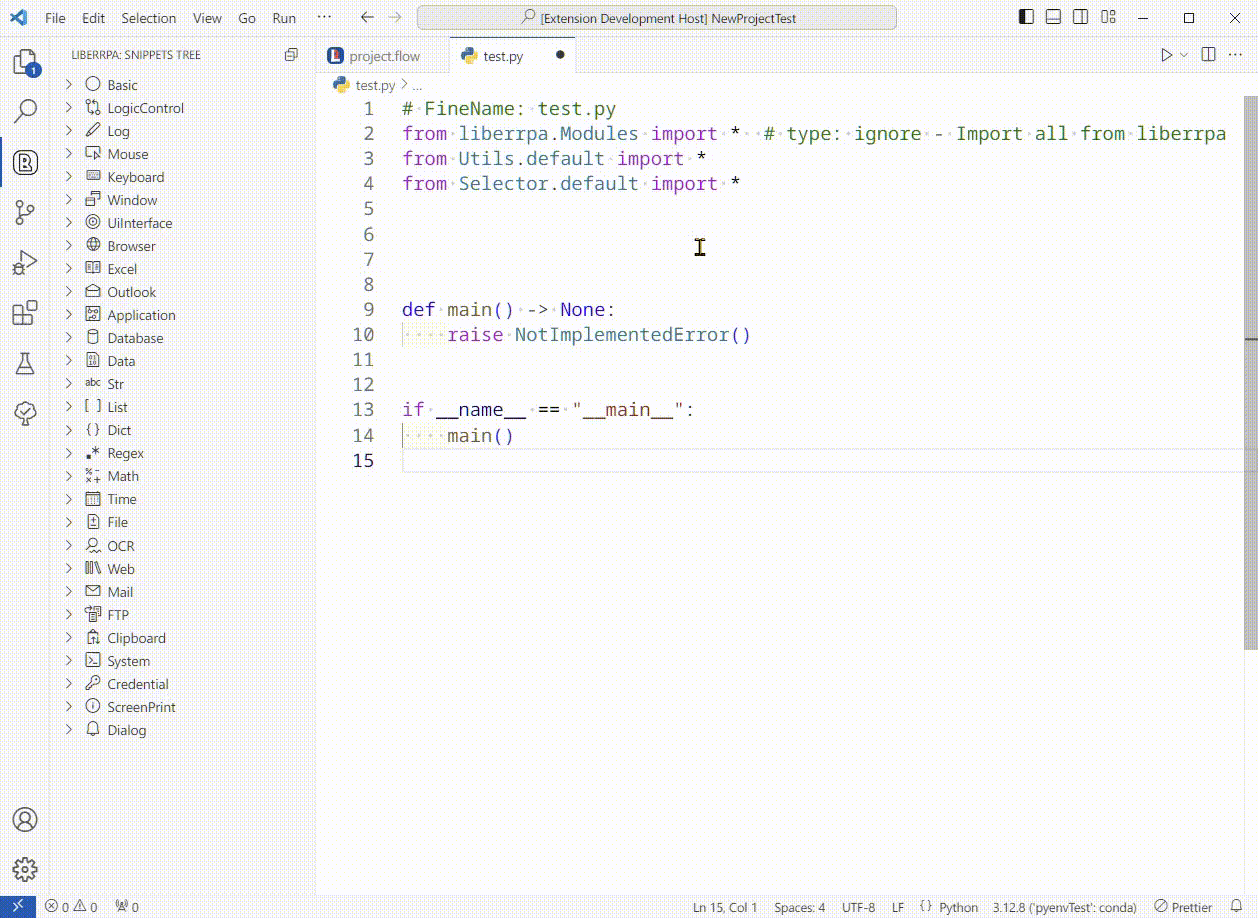 File Edit Selection View Go Run ··· [Extension Development Host] NewProjectTest
LIBERRPA: SNIPPETS TREE
Basic
LogicControl
Log
Mouse
Keyboard
Window
UiInterface
Browser
Excel
Outlook
Application
Database
Data
abc Str
[ ] List
{ } Dict
.* Regex
Math
Time
File
OCR
Web
Mail
FTP
Clipboard
System
Credential
ScreenPrint
Dialog
1
project.flow test.py
test.py > ...
1 # FineName: test.py
2 from liberrpa.Modules import *  # type: ignore - Import all from liberrpa
3 from Utils.default import *
4 from Selector.default import *
5
6
7
8
9 def main() -> None:
10     raise NotImplementedError()
11
12
13 if __name__ == "__main__":
14     main()
15
0 0 0 Ln 15, Col 1 Spaces: 4 UTF-8 LF {} Python 3.12.8 ('pyenvTest': conda) Prettier